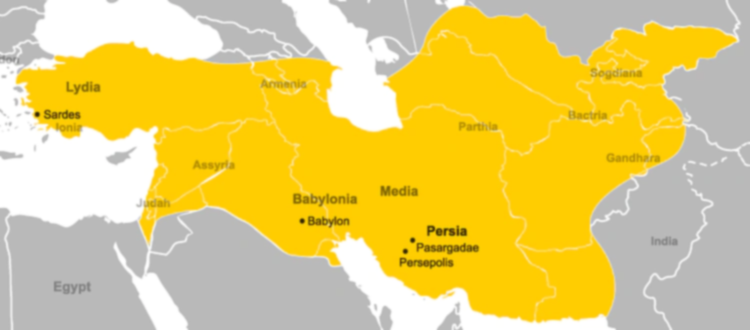 Sogdiana
Lydia
Armenia
Sardes
Bactria
Ionia
Parthia
Gandhara
Assyria
Media
Babylonia
Judah
Babylon
Persia
India
Pasargadae
Persepolis
Egypt